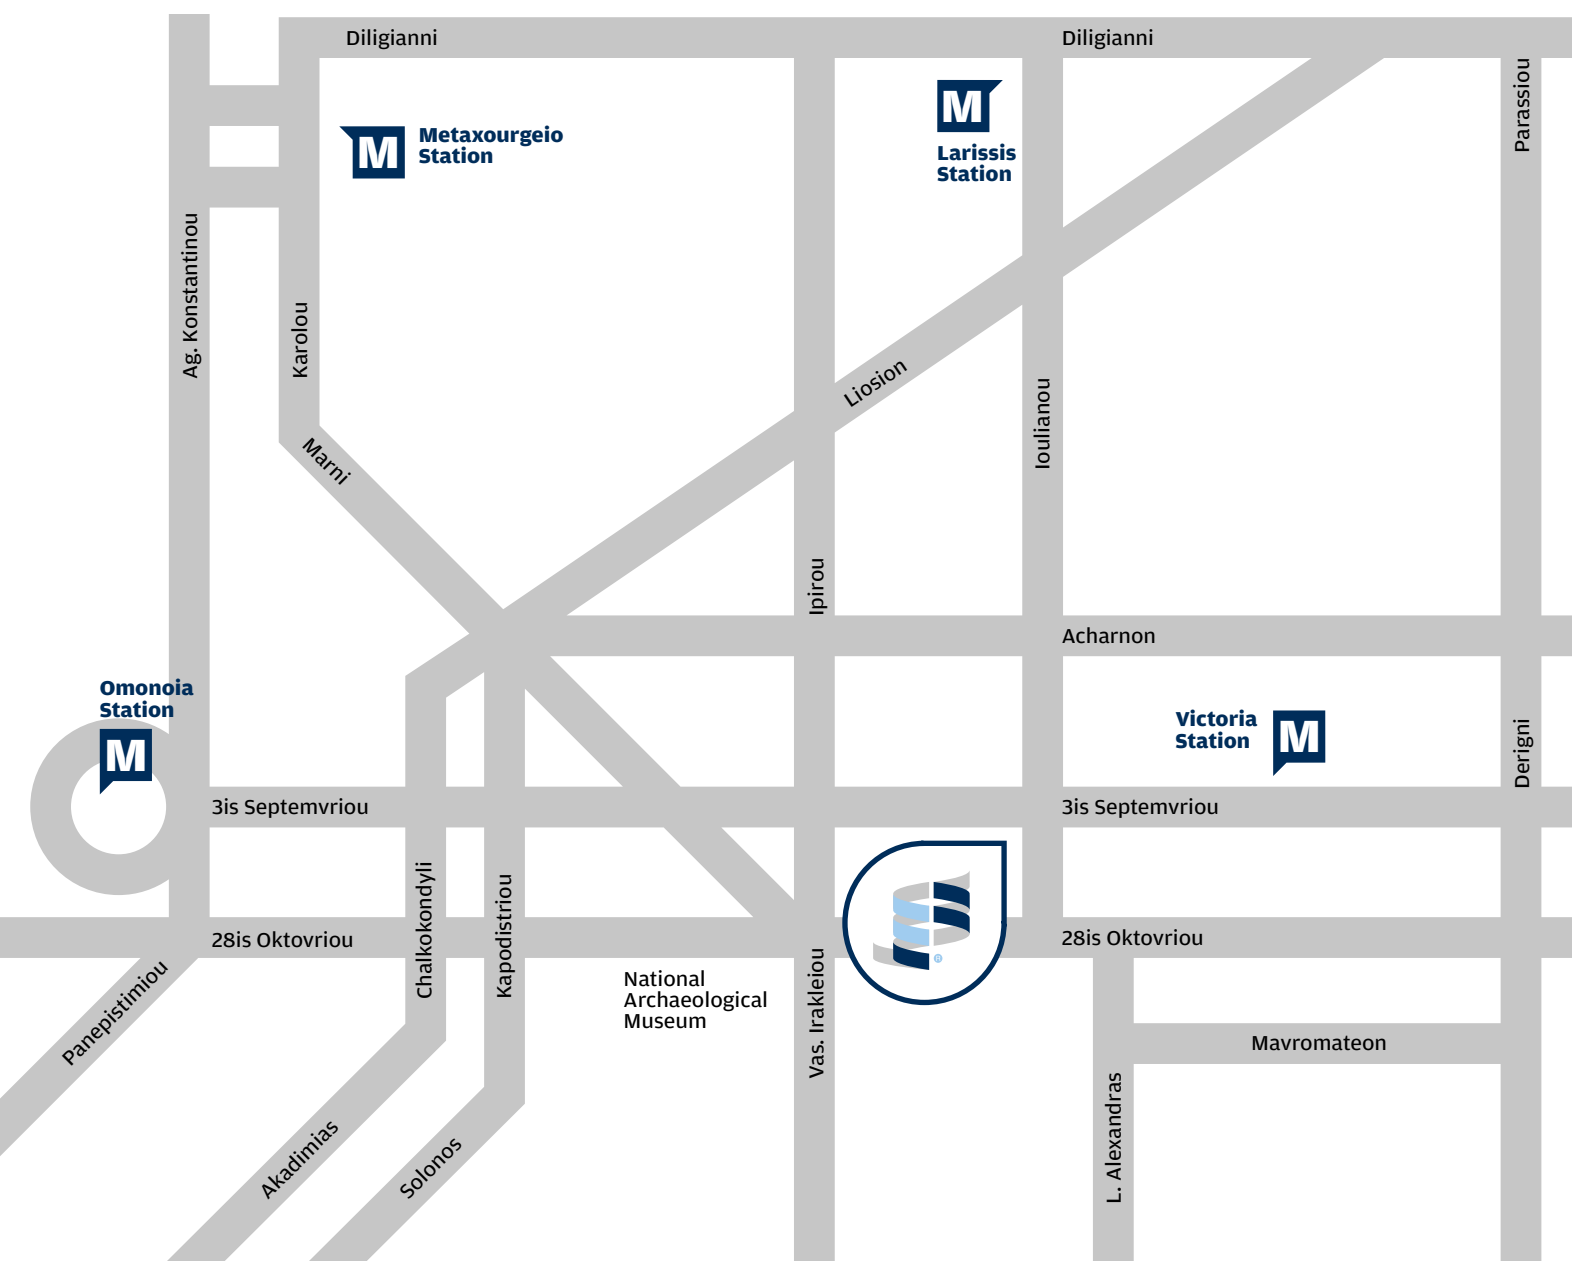 Diligianni
Diligianni
Parassiou
M
Larissis
Station
M
Metaxourgeio
Station
Ag. Konstantinou
Karolou
Marni
Liosion
Ioulianou
Ipirou
Acharnon
Omonoia
Station
M
Victoria
Station
M
Derigni
3is Septemvriou
3is Septemvriou
Chalkokondyli
Kapodistriou
28is Oktovriou
®
28is Oktovriou
Panepistimiou
National
Archaeological
Museum
Vas. Irakleiou
Mavromateon
L. Alexandras
Akadimias
Solonos